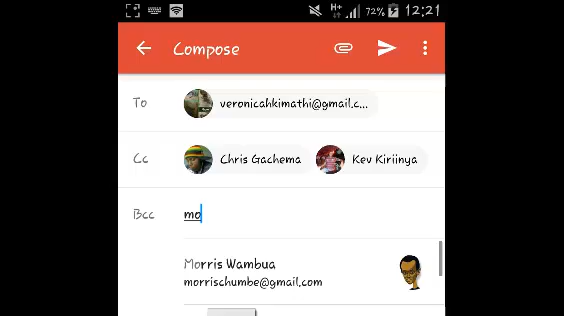 H+ 72% 12:21
Compose
To veronicahkimathi@gmail.c...
Cc Chris Gachema Kev Kiriinya
Bcc mo
Morris Wambua
morrischumbe@gmail.com